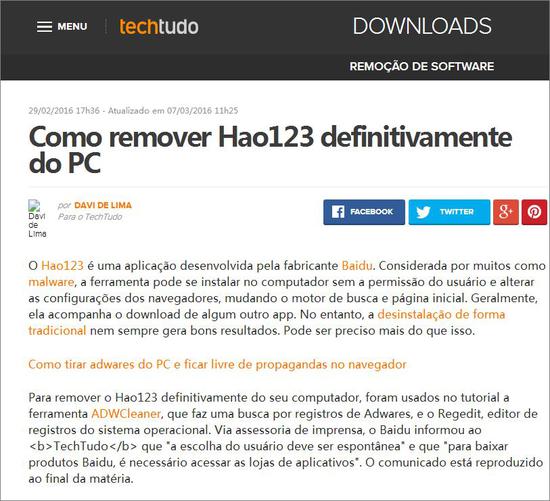 MENU techtudo DOWNLOADS
REMOÇÃO DE SOFTWARE
29/02/2016 17h36 - Atualizado em 07/03/2016 11h25
Como remover Hao123 definitivamente
do PC
Davi
de
Lima
por DAVI DE LIMA
Para o TechTudo
FACEBOOK TWITTER g+
O Hao123 é uma aplicação desenvolvida pela fabricante Baidu. Considerada por muitos como
malware, a ferramenta pode se instalar no computador sem a permissão do usuário e alterar
as configurações dos navegadores, mudando o motor de busca e página inicial. Geralmente,
ela acompanha o download de algum outro app. No entanto, a desinstalação de forma
tradicional nem sempre gera bons resultados. Pode ser preciso mais do que isso.
Como tirar adwares do PC e ficar livre de propagandas no navegador
Para remover o Hao123 definitivamente do seu computador, foram usados no tutorial a
ferramenta ADWCleaner, que faz uma busca por registros de Adwares, e o Regedit, editor de
registros do sistema operacional. Via assessoria de imprensa, o Baidu informou ao
<b>TechTudo</b> que "a escolha do usuário deve ser espontânea" e que "para baixar
produtos Baidu, é necessário acessar as lojas de aplicativos". O comunicado está reproduzido
ao final da matéria.